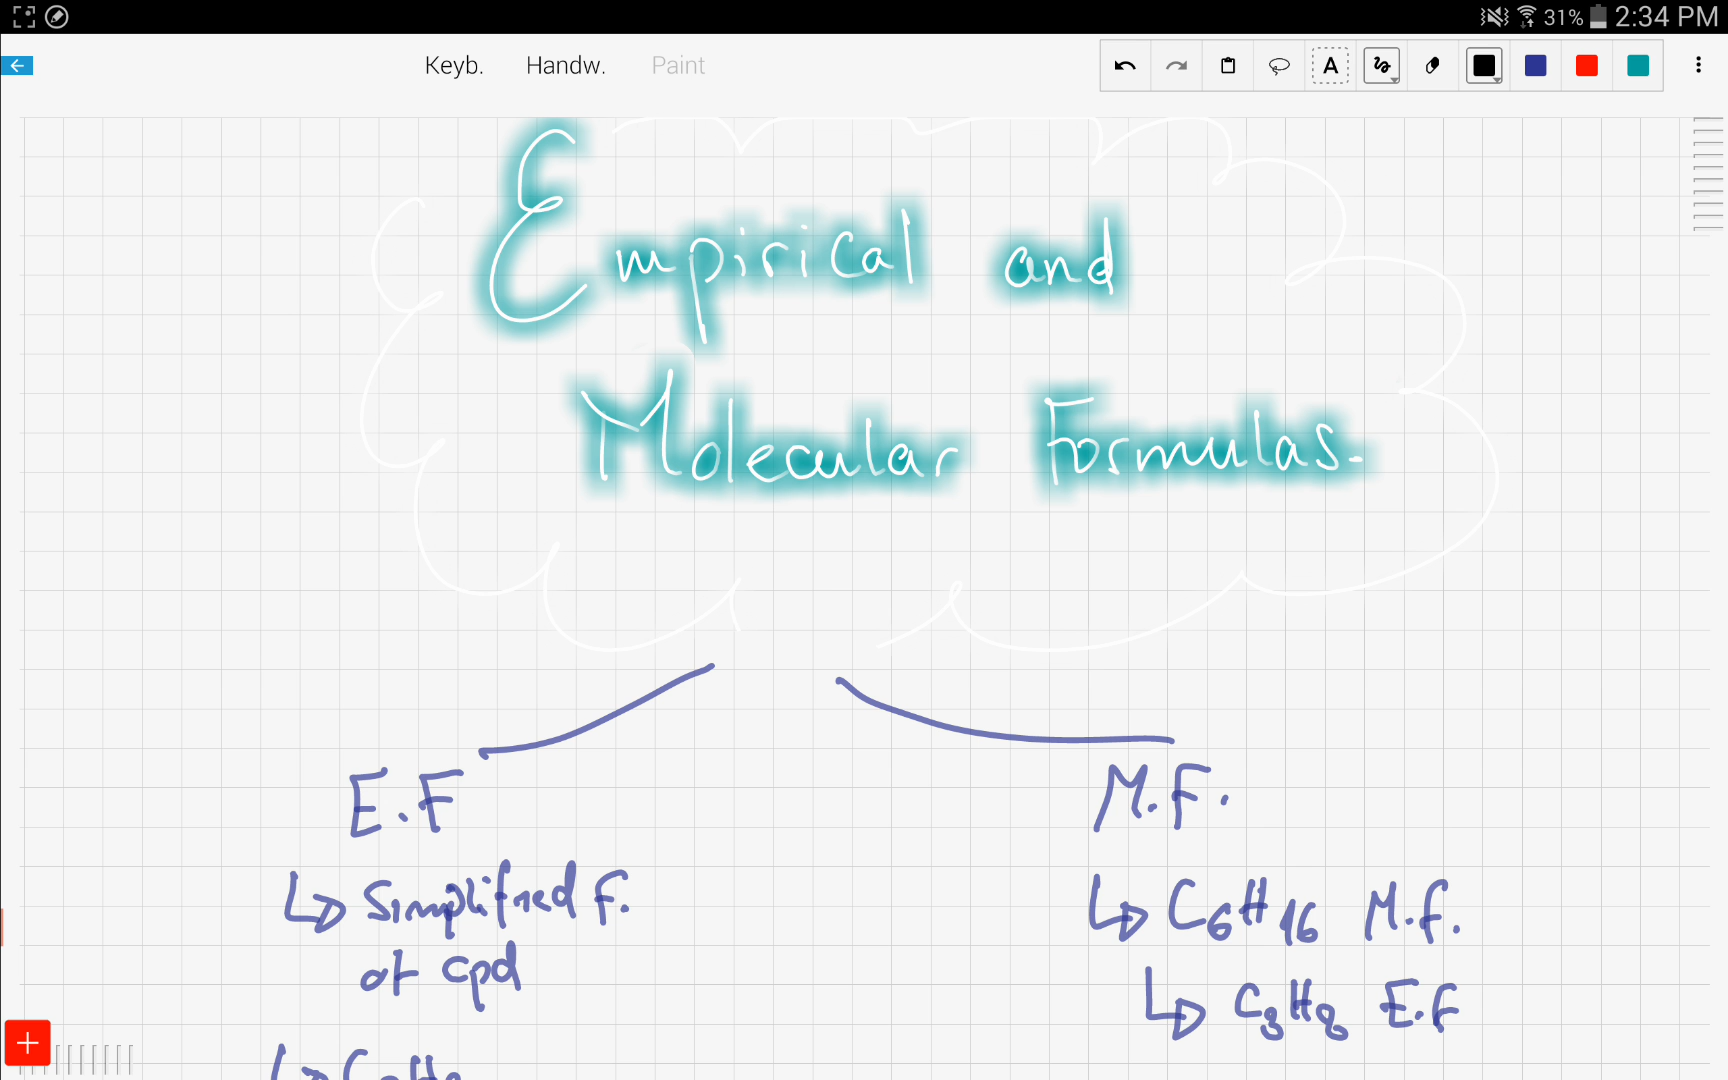 31% 2:34 PM
Keyb. Handw. Paint
A
Empirical and
Molecular Formulas.
E.F
M.F.
↳ Simplified F.
of cpd
↳ C₆H₁₆ M.f.
↳ C₃H₈ E.F